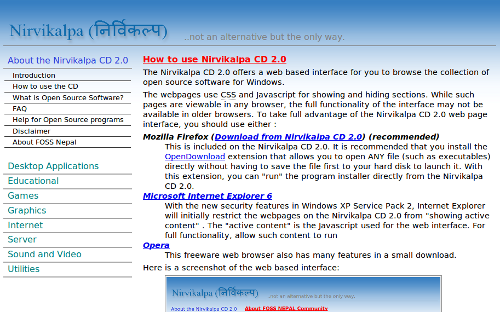 Nirvikalpa (निर्विकल्प) ..not an alternative but the only way.
About the Nirvikalpa CD 2.0
Introduction
How to use the CD
What is Open Source Software?
FAQ
Help for Open Source programs
Disclaimer
About FOSS Nepal
Desktop Applications
Educational
Games
Graphics
Internet
Server
Sound and Video
Utilities
How to use Nirvikalpa CD 2.0
The Nirvikalpa CD 2.0 offers a web based interface for you to browse the collection of
open source software for Windows.
The webpages use CSS and Javascript for showing and hiding sections. While such
pages are viewable in any browser, the full functionality of the interface may not be
available in older browsers. To take full advantage of the Nirvikalpa CD 2.0 web page
interface, you should use either :
Mozilla Firefox (Download from Nirvikalpa CD 2.0) (recommended)
This is included on the Nirvikalpa CD 2.0. It is recommended that you install the
OpenDownload extension that allows you to open ANY file (such as executables)
directly without having to save the file first to your hard disk to launch it. With
this extension, you can "run" the program installer directly from the Nirvikalpa
CD 2.0.
Microsoft Internet Explorer 6
With the new security features in Windows XP Service Pack 2, Internet Explorer
will initially restrict the webpages on the Nirvikalpa CD 2.0 from "showing active
content" . The "active content" is the Javascript used for the web interface. For
full functionality, allow such content to run
Opera
This freeware web browser also has many features in a small download.
Here is a screenshot of the web based interface:
Nirvikalpa (निर्विकल्प) ..not an alternative but the only way.
About the Nirvikalpa CD 2.0 About FOSS NEPAL Community